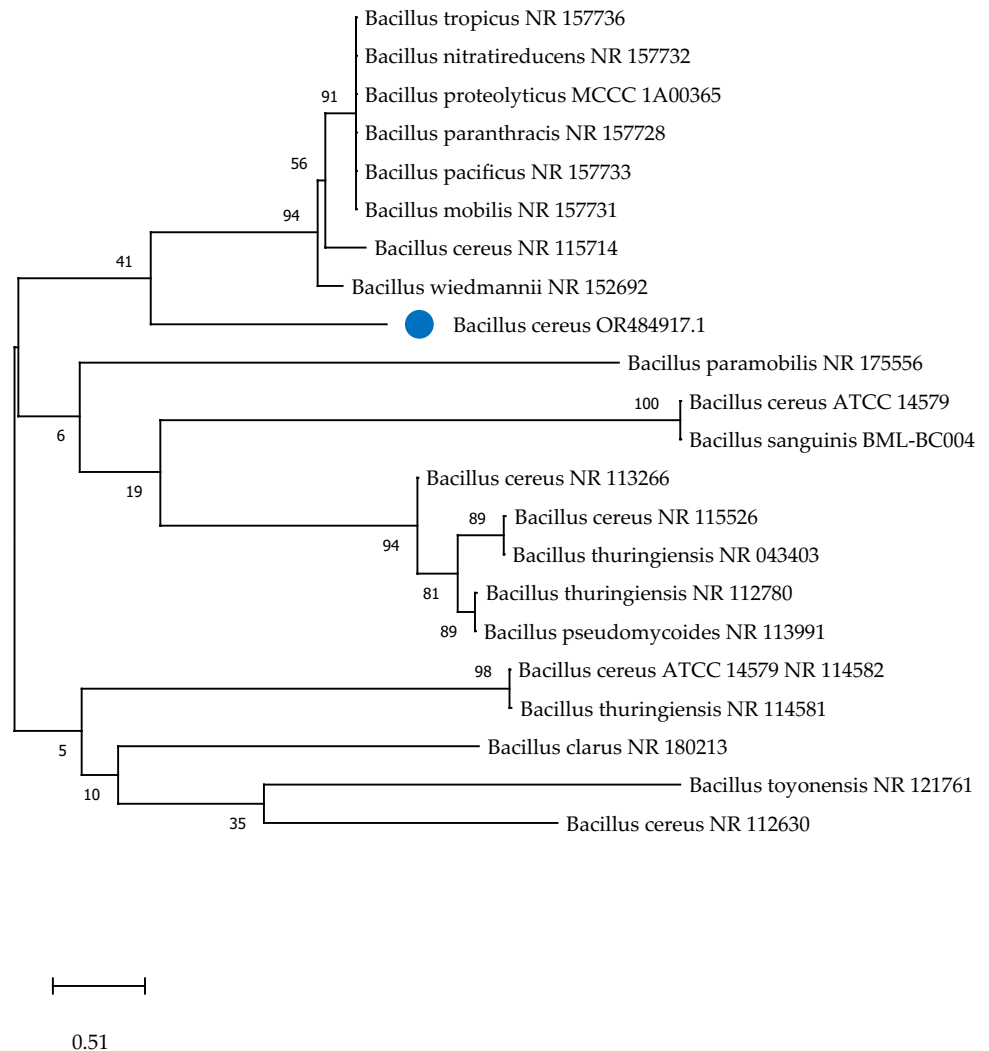 Bacillus tropicus NR 157736
Bacillus nitratireducens NR 157732
91
Bacillus proteolyticus MCCC 1A00365
Bacillus paranthracis NR 157728
56
Bacillus pacificus NR 157733
94
Bacillus mobilis NR 157731
Bacillus cereus NR 115714
41
Bacillus wiedmannii NR 152692
Bacillus cereus OR484917.1
Bacillus paramobilis NR 175556
100
Bacillus cereus ATCC 14579
6
Bacillus sanguinis BML-BC004
Bacillus cereus NR 113266
19
89
Bacillus cereus NR 115526
94
Bacillus thuringiensis NR 043403
81
Bacillus thuringiensis NR 112780
89
Bacillus pseudomycoides NR 113991
98
Bacillus cereus ATCC 14579 NR 114582
Bacillus thuringiensis NR 114581
5
Bacillus clarus NR 180213
10
Bacillus toyonensis NR 121761
35
Bacillus cereus NR 112630
0.51